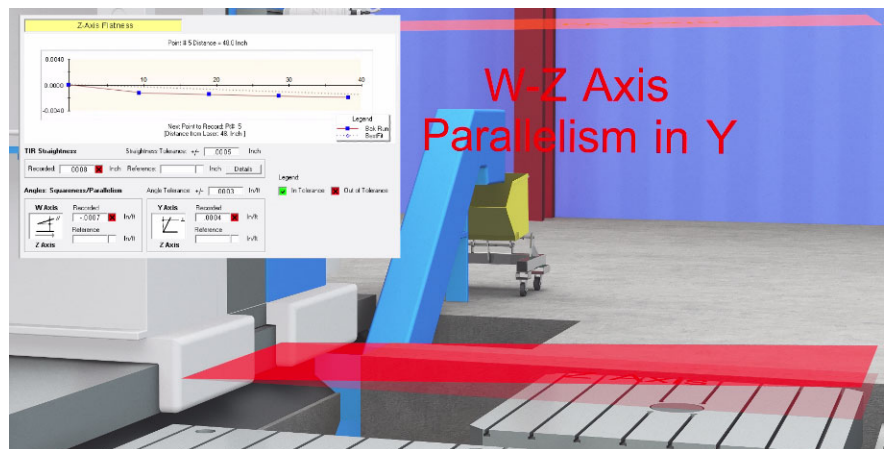 Z-Axis Flatness
Point # 5 Distance = 40.0 Inch
0.0040
0.0000
-0.0040
10
20
30
40
Next Point to Record: Pt# 5
[Distance from Laser: 48. Inch ]
Legend
Bck Run
BestFit
TIR Straightness
Straightness Tolerance: +/- .0005 Inch
Recorded: .0008 Inch Reference: Inch Details
Legend
In Tolerance Out of Tolerance
Angles: Squareness/Parallelism
Angle Tolerance: +/- .0003 In/ft
W Axis Recorded
-.0007 In/ft
Reference
In/ft
Z Axis
Y Axis Recorded
.0004 In/ft
Reference
In/ft
Z Axis
W-Z Axis
Parallelism in Y
Z Axis